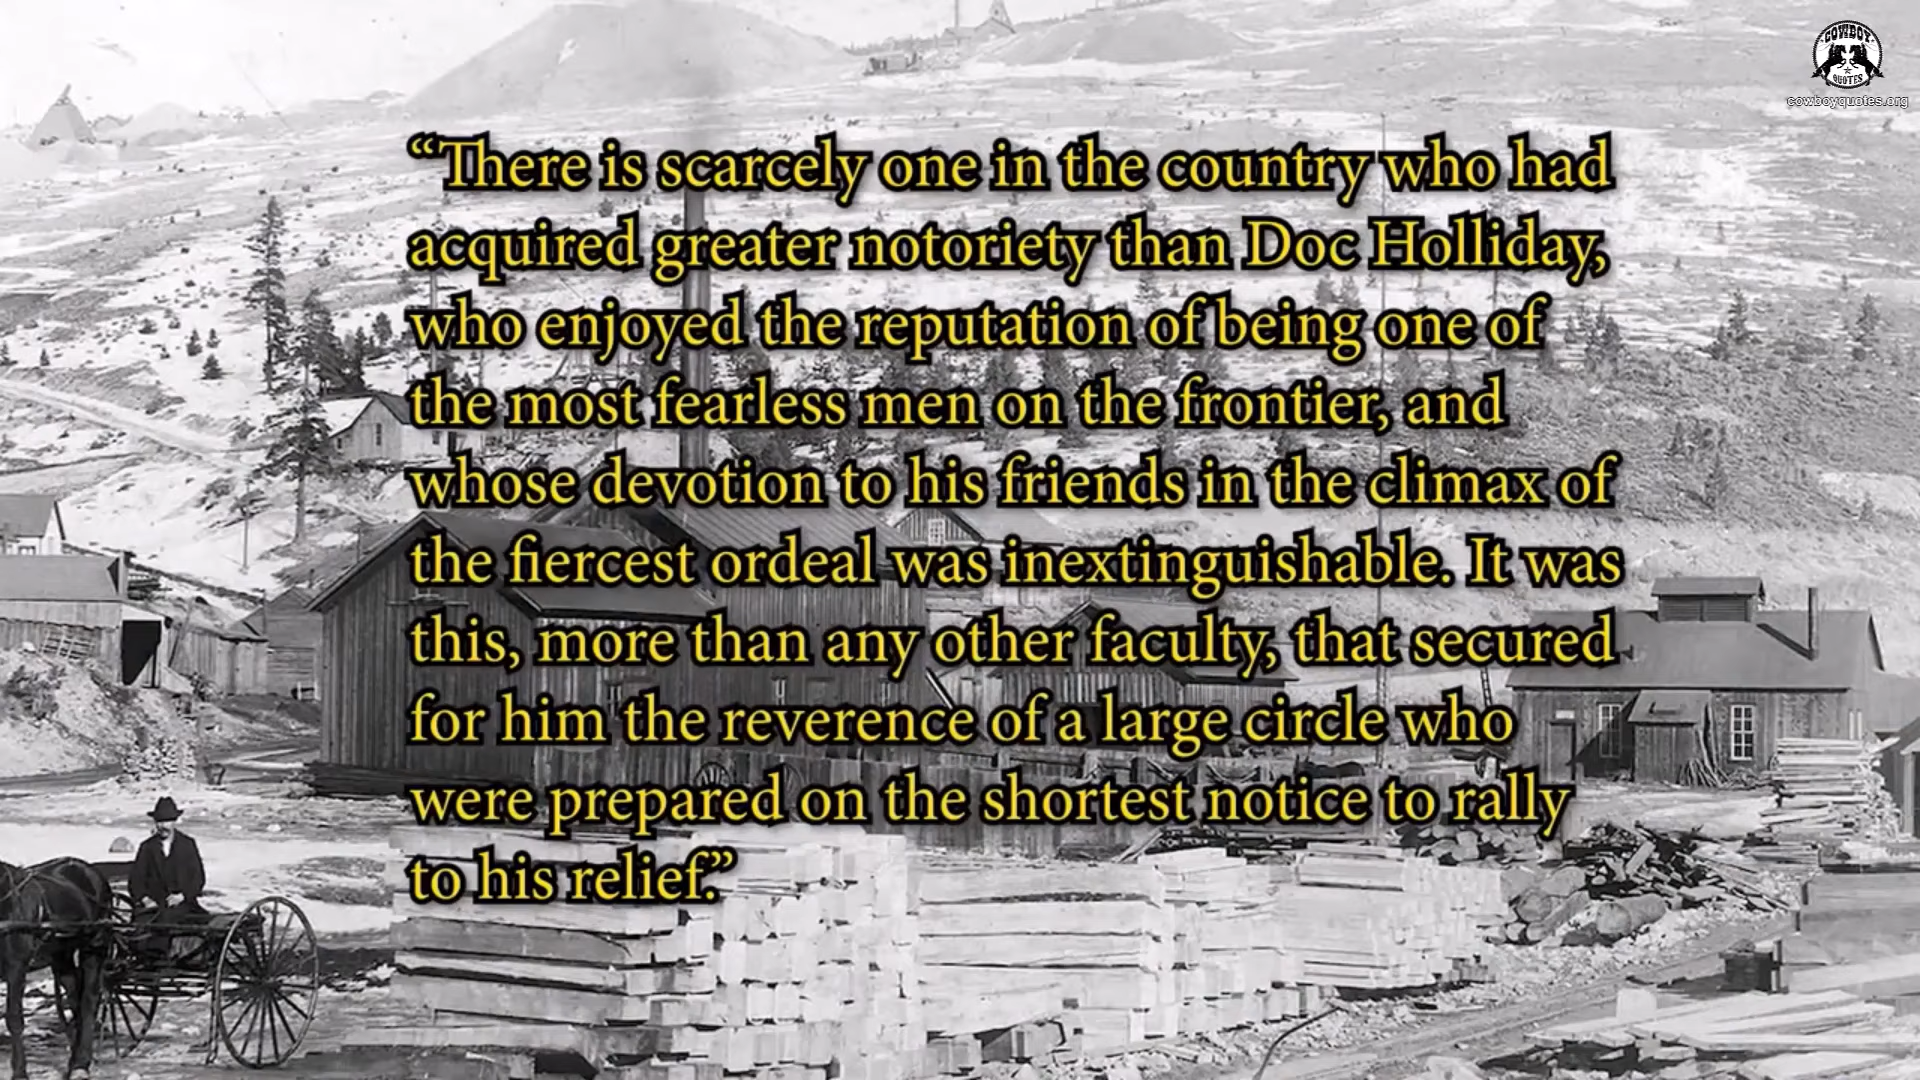 COWBOY
QUOTES
cowboyquotes.org
“There is scarcely one in the country who had
acquired greater notoriety than Doc Holliday,
who enjoyed the reputation of being one of
the most fearless men on the frontier, and
whose devotion to his friends in the climax of
the fiercest ordeal was inextinguishable. It was
this, more than any other faculty, that secured
for him the reverence of a large circle who
were prepared on the shortest notice to rally
to his relief.”